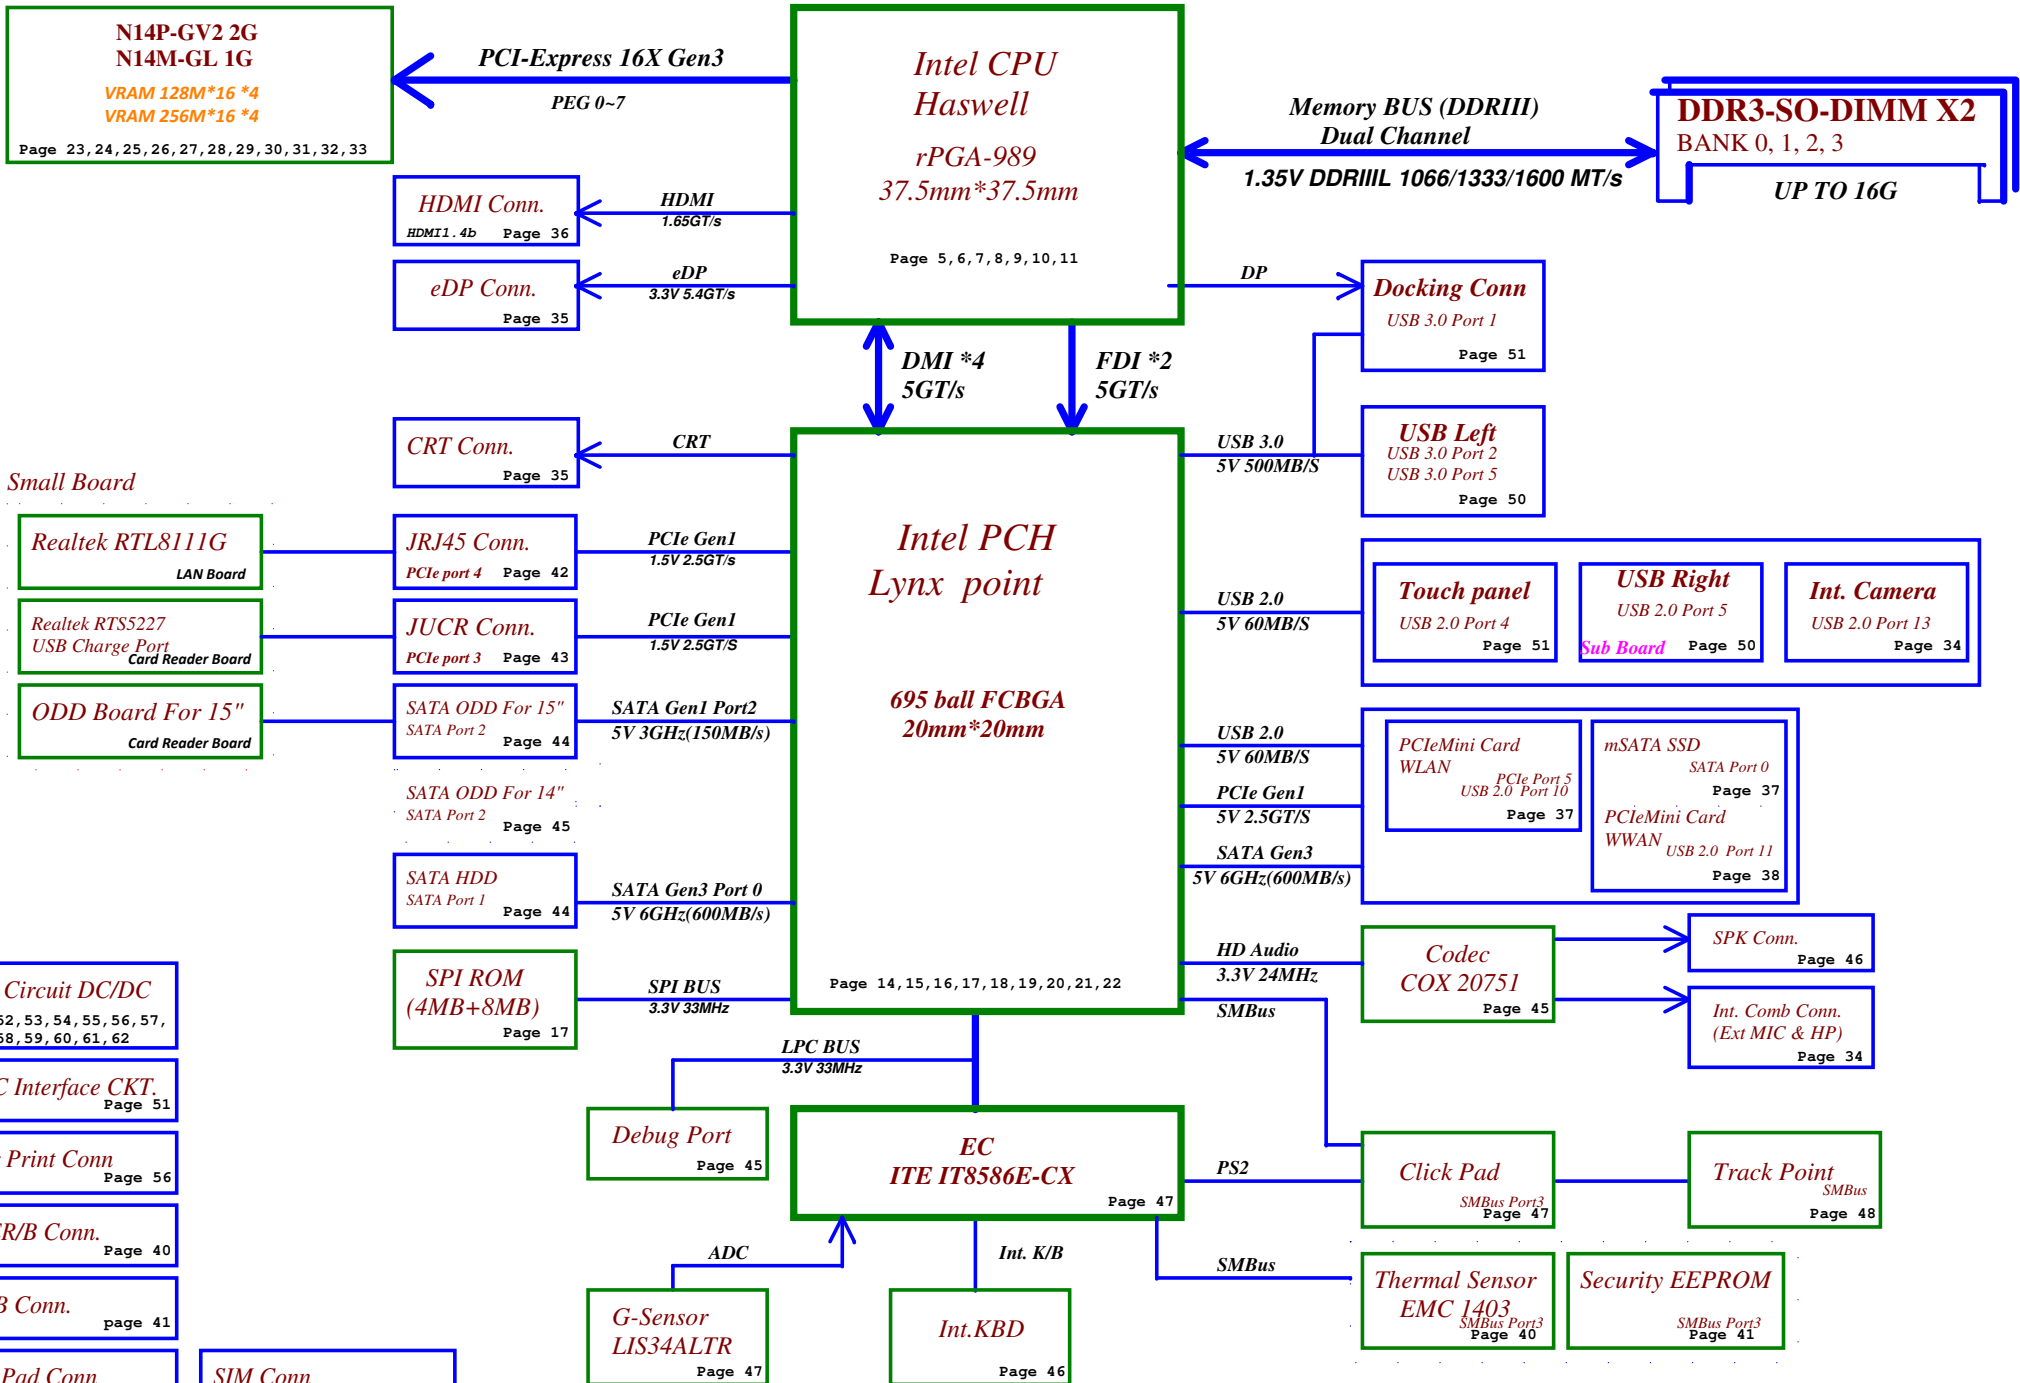 N14P-GV2 2G
N14M-GL 1G
VRAM 128M*16 *4
VRAM 256M*16 *4
Page 23,24,25,26,27,28,29,30,31,32,33
PCI-Express 16X Gen3
PEG 0~7
Intel CPU
Haswell
rPGA-989
37.5mm*37.5mm
Page 5,6,7,8,9,10,11
Memory BUS (DDRIII)
Dual Channel
1.35V DDRIIIL 1066/1333/1600 MT/s
DDR3-SO-DIMM X2
BANK 0, 1, 2, 3
UP TO 16G
HDMI Conn.
HDMI1.4b Page 36
HDMI
1.65GT/s
eDP Conn.
Page 35
eDP
3.3V 5.4GT/s
DP
Docking Conn
USB 3.0 Port 1
Page 51
DMI *4
5GT/s
FDI *2
5GT/s
CRT Conn.
Page 35
CRT
USB 3.0
5V 500MB/S
USB Left
USB 3.0 Port 2
USB 3.0 Port 5
Page 50
Small Board
Realtek RTL8111G
LAN Board
JRJ45 Conn.
PCIe port 4 Page 42
PCIe Gen1
1.5V 2.5GT/s
Intel PCH
Lynx point
695 ball FCBGA
20mm*20mm
Page 14,15,16,17,18,19,20,21,22
Realtek RTS5227
USB Charge Port
Card Reader Board
JUCR Conn.
PCIe port 3 Page 43
PCIe Gen1
1.5V 2.5GT/S
USB 2.0
5V 60MB/S
Touch panel
USB 2.0 Port 4
Page 51
USB Right
USB 2.0 Port 5
Sub Board Page 50
Int. Camera
USB 2.0 Port 13
Page 34
ODD Board For 15"
Card Reader Board
SATA ODD For 15"
SATA Port 2
Page 44
SATA Gen1 Port2
5V 3GHz(150MB/s)
SATA ODD For 14"
SATA Port 2
Page 45
USB 2.0
5V 60MB/S
PCIe Gen1
5V 2.5GT/S
SATA Gen3
5V 6GHz(600MB/s)
PCIeMini Card
WLAN
PCIe Port 5
USB 2.0 Port 10
Page 37
mSATA SSD
SATA Port 0
Page 37
PCIeMini Card
WWAN
USB 2.0 Port 11
Page 38
SATA HDD
SATA Port 1
Page 44
SATA Gen3 Port 0
5V 6GHz(600MB/s)
SPI ROM
(4MB+8MB)
Page 17
SPI BUS
3.3V 33MHz
HD Audio
3.3V 24MHz
SMBus
Codec
COX 20751
Page 45
SPK Conn.
Page 46
Int. Comb Conn.
(Ext MIC & HP)
Page 34
Circuit DC/DC
52,53,54,55,56,57,
58,59,60,61,62
C Interface CKT.
Page 51
Print Conn
Page 56
R/B Conn.
Page 40
B Conn.
page 41
Pad Conn
SIM Conn
LPC BUS
3.3V 33MHz
Debug Port
Page 45
EC
ITE IT8586E-CX
Page 47
PS2
Click Pad
SMBus Port3
Page 47
Track Point
SMBus
Page 48
ADC
Int. K/B
SMBus
G-Sensor
LIS34ALTR
Page 47
Int.KBD
Page 46
Thermal Sensor
EMC 1403
SMBus Port3
Page 40
Security EEPROM
SMBus Port3
Page 41